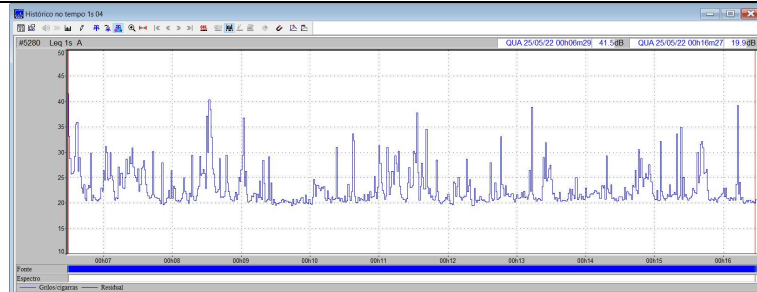 Histórico no tempo 1s 04
#5280 Leq 1s A QUA 25/05/22 00h06m29 41.5dB QUA 25/05/22 00h16m27 19.9dB
50
45
40
35
30
25
20
15
10
00h07 00h08 00h09 00h10 00h11 00h12 00h13 00h14 00h15 00h16
Fonte
Espectro
Grilos/cigarras Residual